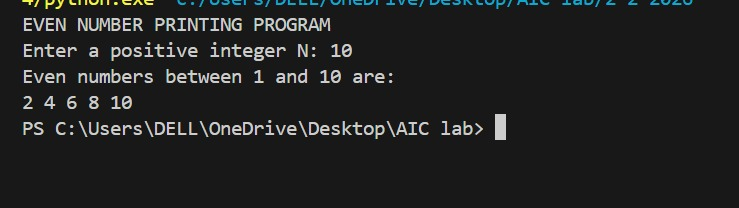 4/python.exe c:/Users/DELL/OneDrive/Desktop/AIC lab/2-2-2026
EVEN NUMBER PRINTING PROGRAM
Enter a positive integer N: 10
Even numbers between 1 and 10 are:
2 4 6 8 10
PS C:\Users\DELL\OneDrive\Desktop\AIC lab>